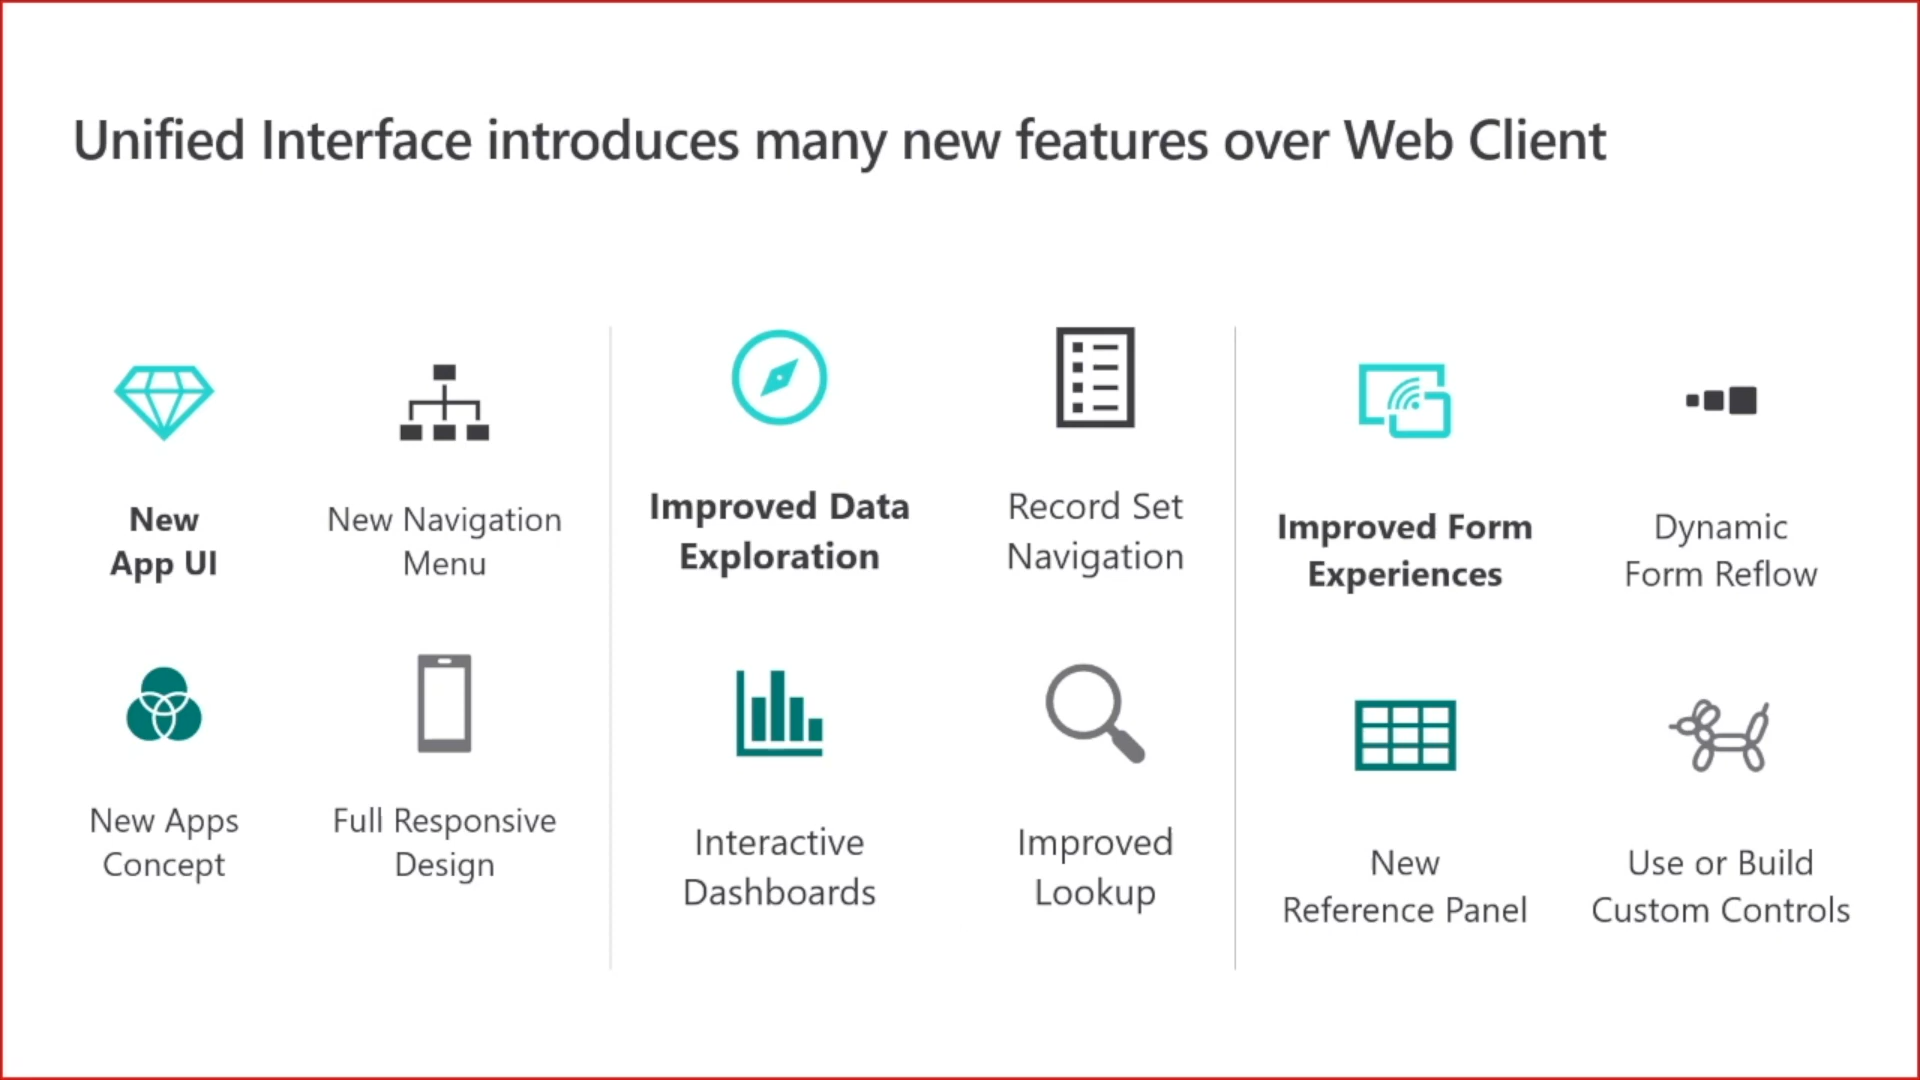 Unified Interface introduces many new features over Web Client
New
App UI
New Navigation
Menu
New Apps
Concept
Full Responsive
Design
Improved Data
Exploration
Record Set
Navigation
Interactive
Dashboards
Improved
Lookup
Improved Form
Experiences
Dynamic
Form Reflow
New
Reference Panel
Use or Build
Custom Controls